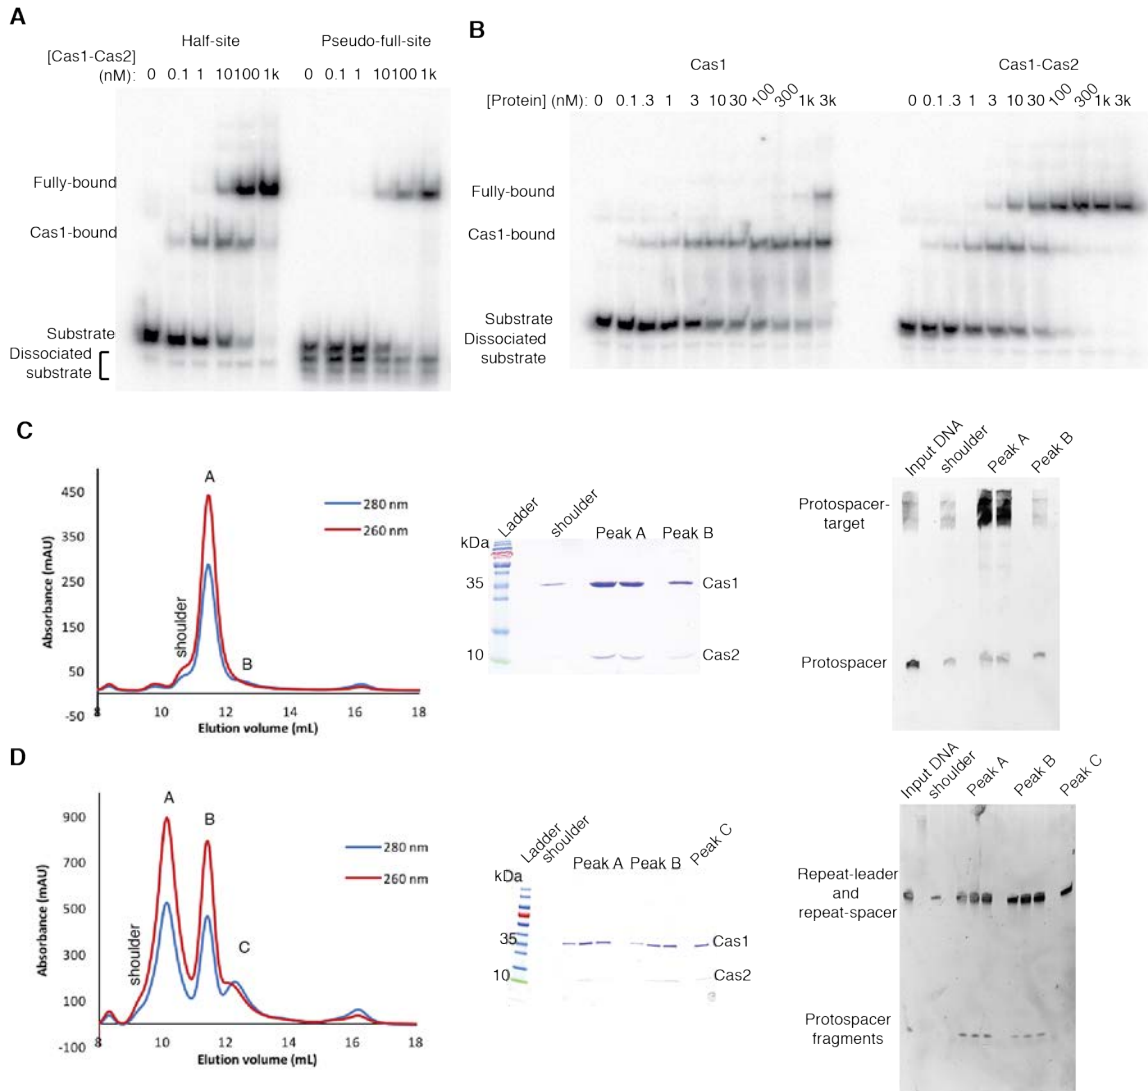 A
Half-site
Pseudo-full-site
[Cas1-Cas2]
(nM): 0 0.1 1 10 100 1k 0 0.1 1 10 100 1k
Fully-bound
Cas1-bound
Substrate
Dissociated
substrate
B
Cas1
Cas1-Cas2
[Protein] (nM): 0 0.1 .3 1 3 10 30 100 300 1k 3k 0 0.1 .3 1 3 10 30 100 300 1k 3k
Fully-bound
Cas1-bound
Substrate
Dissociated
substrate
C
A
450
350
250
150
50
-50
Absorbance (mAU)
shoulder
B
280 nm
260 nm
8 10 12 14 16 18
Elution volume (mL)
Ladder
shoulder
Peak A
Peak B
kDa
35
10
Cas1
Cas2
Input DNA
shoulder
Peak A
Peak B
Protospacer-
target
Protospacer
D
A
B
C
900
700
500
300
100
-100
Absorbance (mAU)
shoulder
280 nm
260 nm
8 10 12 14 16 18
Elution volume (mL)
Ladder
shoulder
Peak A
Peak B
Peak C
kDa
35
10
Cas1
Cas2
Input DNA
shoulder
Peak A
Peak B
Peak C
Repeat-leader
and
repeat-spacer
Protospacer
fragments